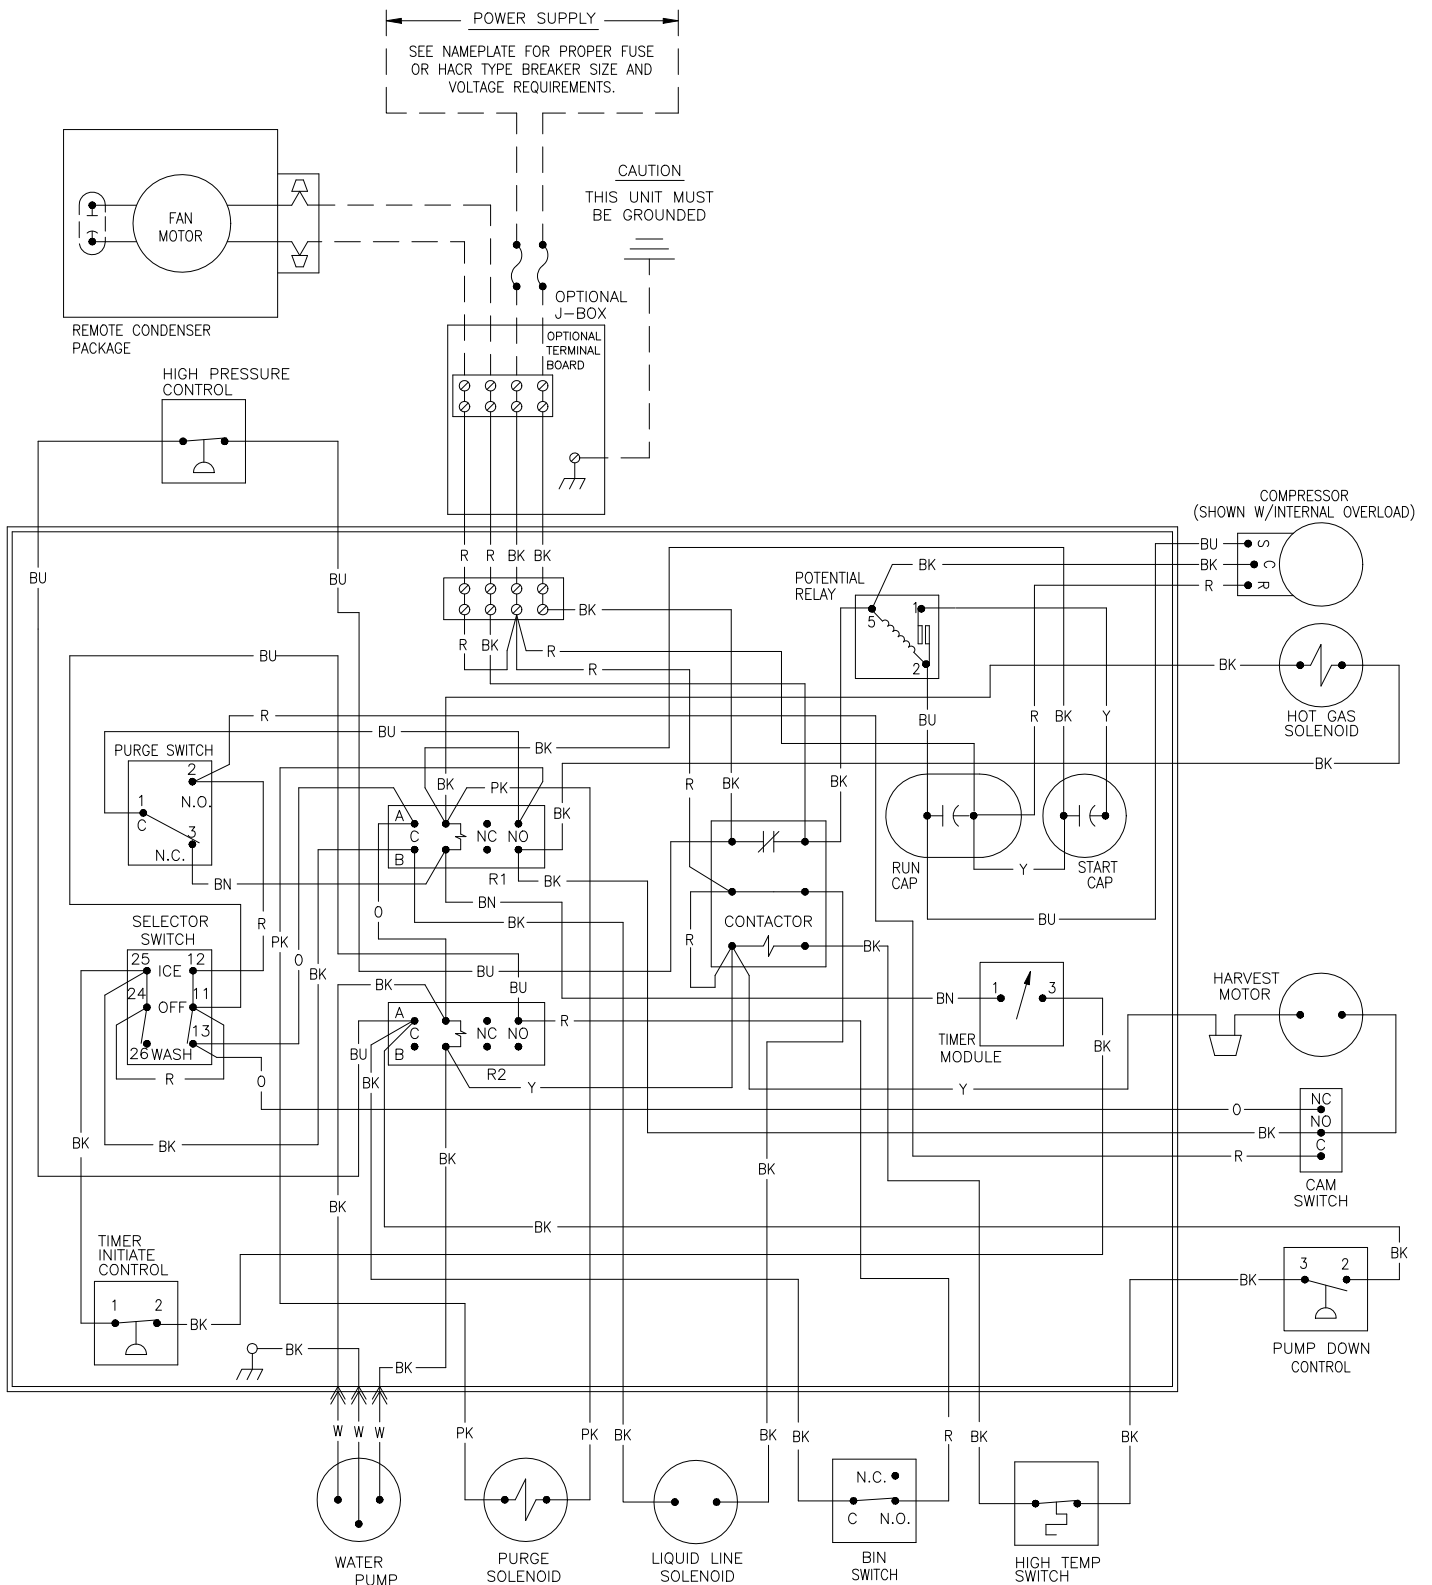 POWER SUPPLY
SEE NAMEPLATE FOR PROPER FUSE
OR HACR TYPE BREAKER SIZE AND
VOLTAGE REQUIREMENTS.
CAUTION
THIS UNIT MUST
BE GROUNDED
FAN
MOTOR
REMOTE CONDENSER
PACKAGE
OPTIONAL
J-BOX
OPTIONAL
TERMINAL
BOARD
HIGH PRESSURE
CONTROL
COMPRESSOR
(SHOWN W/INTERNAL OVERLOAD)
R R BK BK
BU
BU
BU S
BK C
R R
POTENTIAL
RELAY
BK
5 1
2
BK
R BK
R
R
BU
BK
HOT GAS
SOLENOID
BK
R
BU
BK
BU R BK Y
PURGE SWITCH
2
N.O.
1
C
3
N.C.
BK PK
BK
R BK BK
A
C NC NO
B
R1
BK
BN
BN
BK
RUN
CAP
Y
START
CAP
BU
SELECTOR
SWITCH
25 ICE 12
24 OFF 11
13
26 WASH
R
R
PK
O
BK
O
CONTACTOR
R
BK
BU
BK
BU
A
C NC NO
B
R2
R
BU
BK
Y
BN
1 3
TIMER
MODULE
BK
HARVEST
MOTOR
Y
O
O
NC
NO
C
BK
R
CAM
SWITCH
BK
BK
BK
BK
BK
BK
BK
TIMER
INITIATE
CONTROL
1 2
BK
BK
BK
BK
BK
3 2
PUMP DOWN
CONTROL
W W W
PK PK BK BK BK R BK BK
WATER
PUMP
PURGE
SOLENOID
LIQUID LINE
SOLENOID
N.C.
C N.O.
BIN
SWITCH
HIGH TEMP
SWITCH